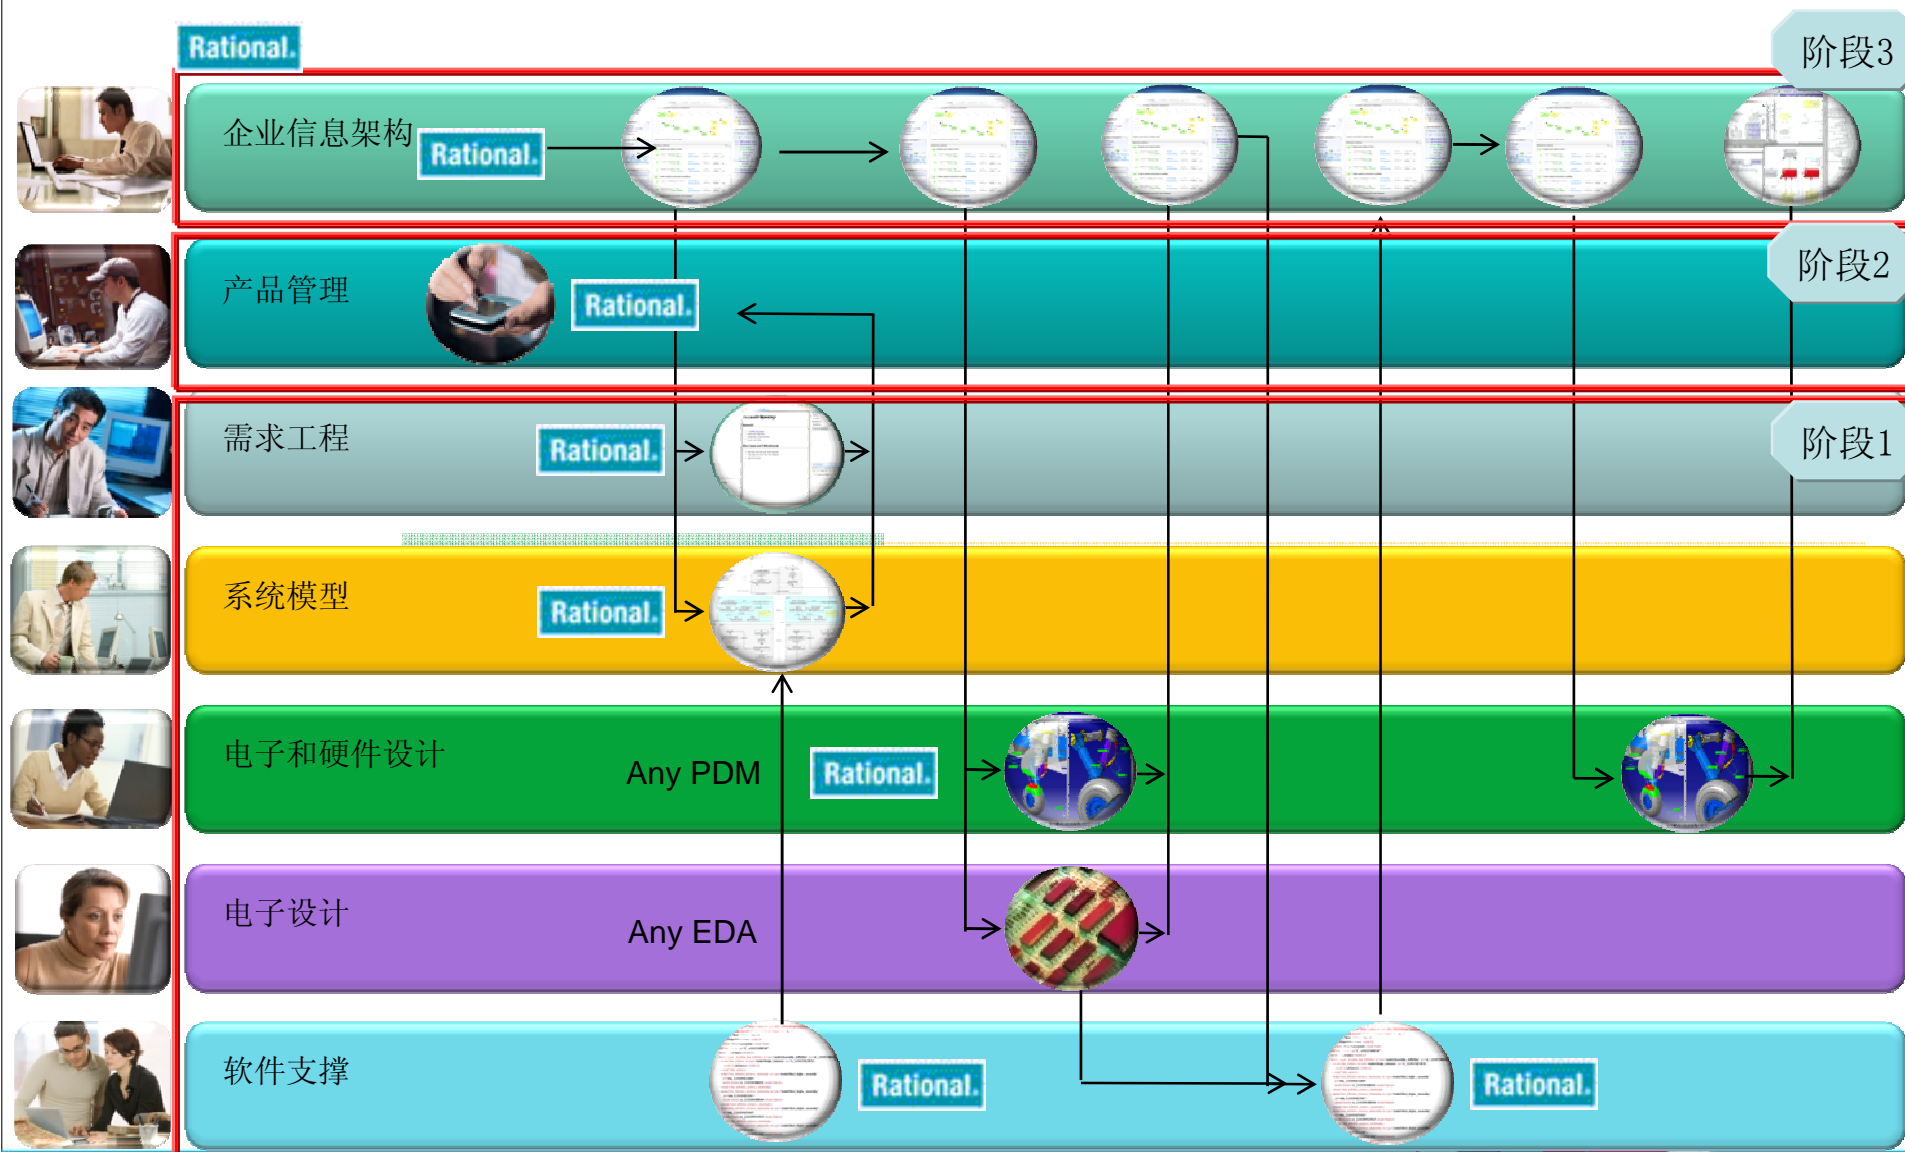 Rational.
阶段3
企业信息架构
Rational.
阶段2
产品管理
Rational.
阶段1
需求工程
Rational.
系统模型
Rational.
电子和硬件设计
Any PDM
Rational.
电子设计
Any EDA
软件支撑
Rational.
Rational.